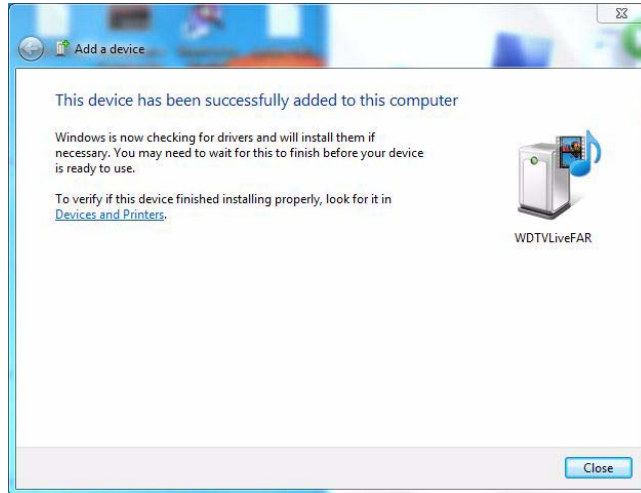 Add a device
This device has been successfully added to this computer
Windows is now checking for drivers and will install them if
necessary. You may need to wait for this to finish before your device
is ready to use.
To verify if this device finished installing properly, look for it in
Devices and Printers.
WDTVLiveFAR
Close